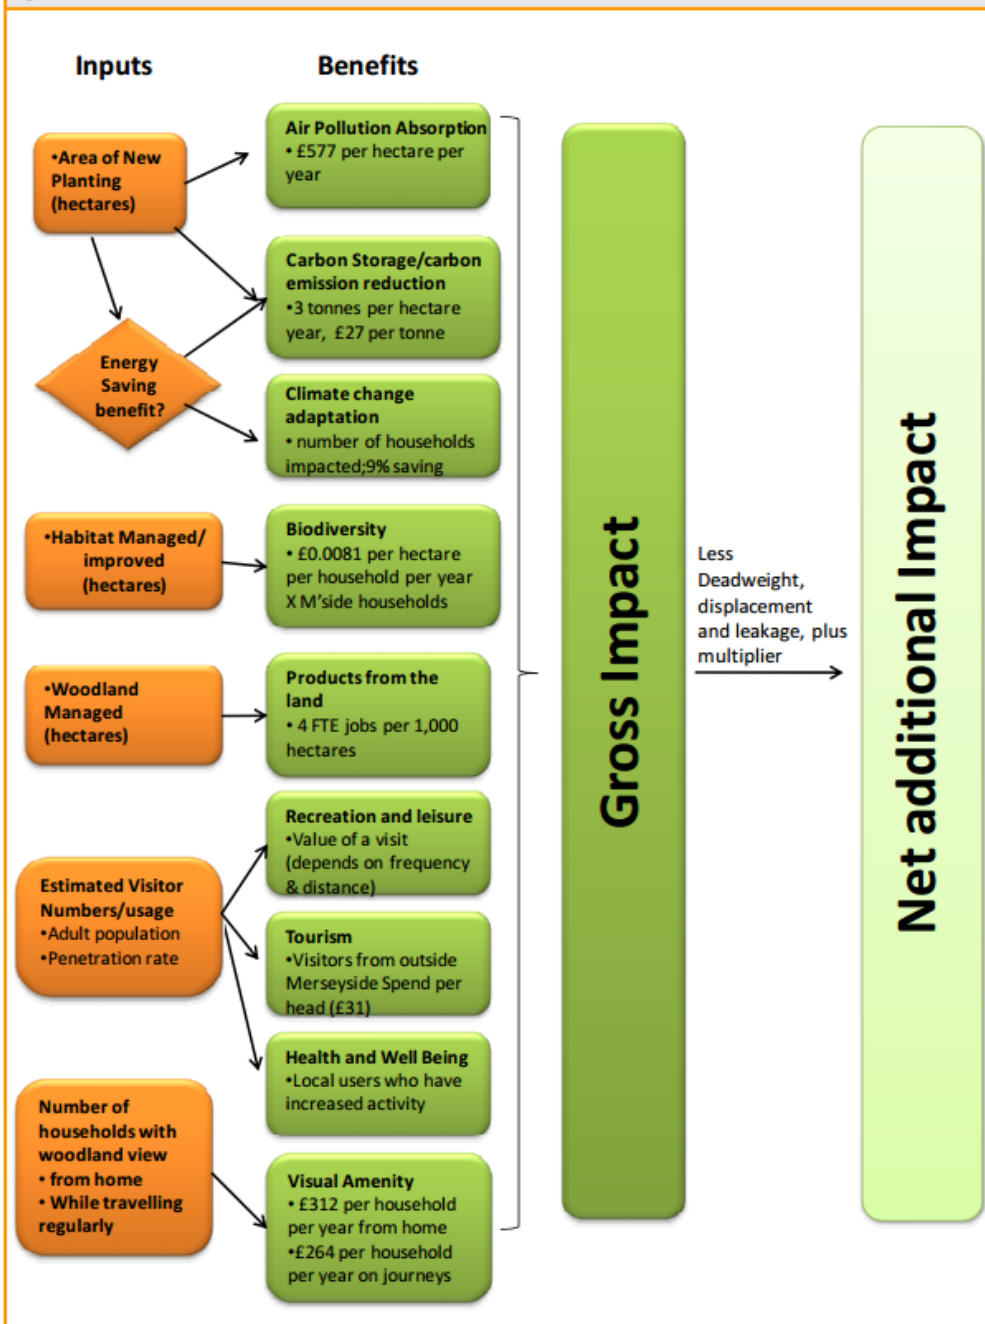 Inputs
Benefits
•Area of New
Planting
(hectares)
Energy
Saving
benefit?
•Habitat Managed/
improved
(hectares)
•Woodland
Managed
(hectares)
Estimated Visitor
Numbers/usage
•Adult population
•Penetration rate
Number of
households with
woodland view
• from home
• While travelling
regularly
Air Pollution Absorption
• £577 per hectare per
year
Carbon Storage/carbon
emission reduction
•3 tonnes per hectare
year, £27 per tonne
Climate change
adaptation
• number of households
impacted;9% saving
Biodiversity
• £0.0081 per hectare
per household per year
X M’side households
Products from the
land
• 4 FTE jobs per 1,000
hectares
Recreation and leisure
•Value of a visit
(depends on frequency
& distance)
Tourism
•Visitors from outside
Merseyside Spend per
head (£31)
Health and Well Being
•Local users who have
increased activity
Visual Amenity
• £312 per household
per year from home
•£264 per household
per year on journeys
Gross Impact
Less
Deadweight,
displacement
and leakage, plus
multiplier
Net additional Impact